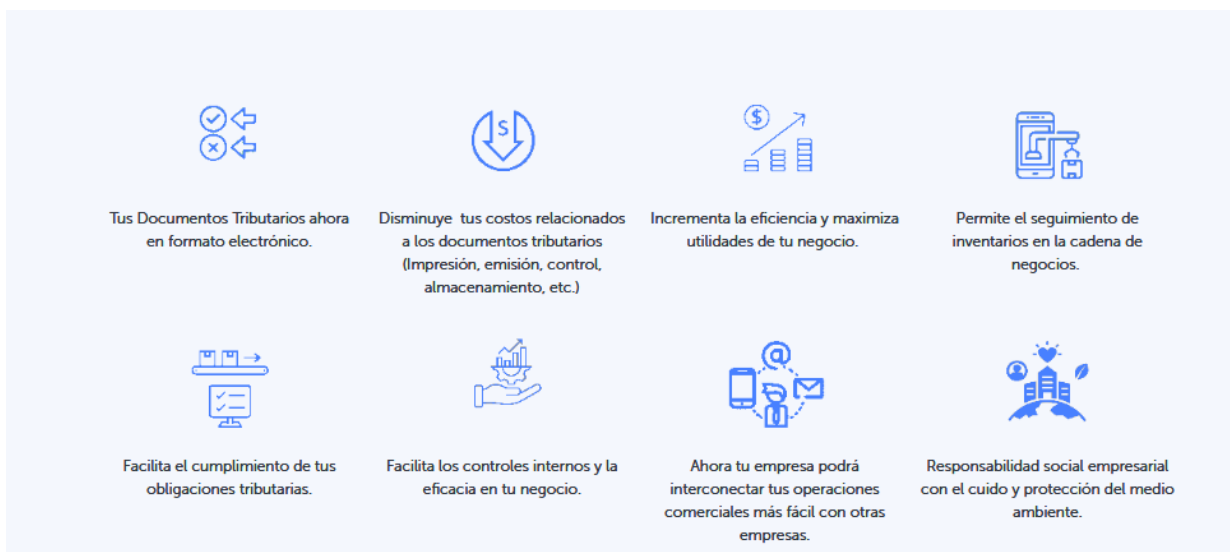 Tus Documentos Tributarios ahora
en formato electrónico.
Disminuye tus costos relacionados
a los documentos tributarios
(Impresión, emisión, control,
almacenamiento, etc.)
Incrementa la eficiencia y maximiza
utilidades de tu negocio.
Permite el seguimiento de
inventarios en la cadena de
negocios.
Facilita el cumplimiento de tus
obligaciones tributarias.
Facilita los controles internos y la
eficacia en tu negocio.
Ahora tu empresa podrá
interconectar tus operaciones
comerciales más fácil con otras
empresas.
Responsabilidad social empresarial
con el cuido y protección del medio
ambiente.